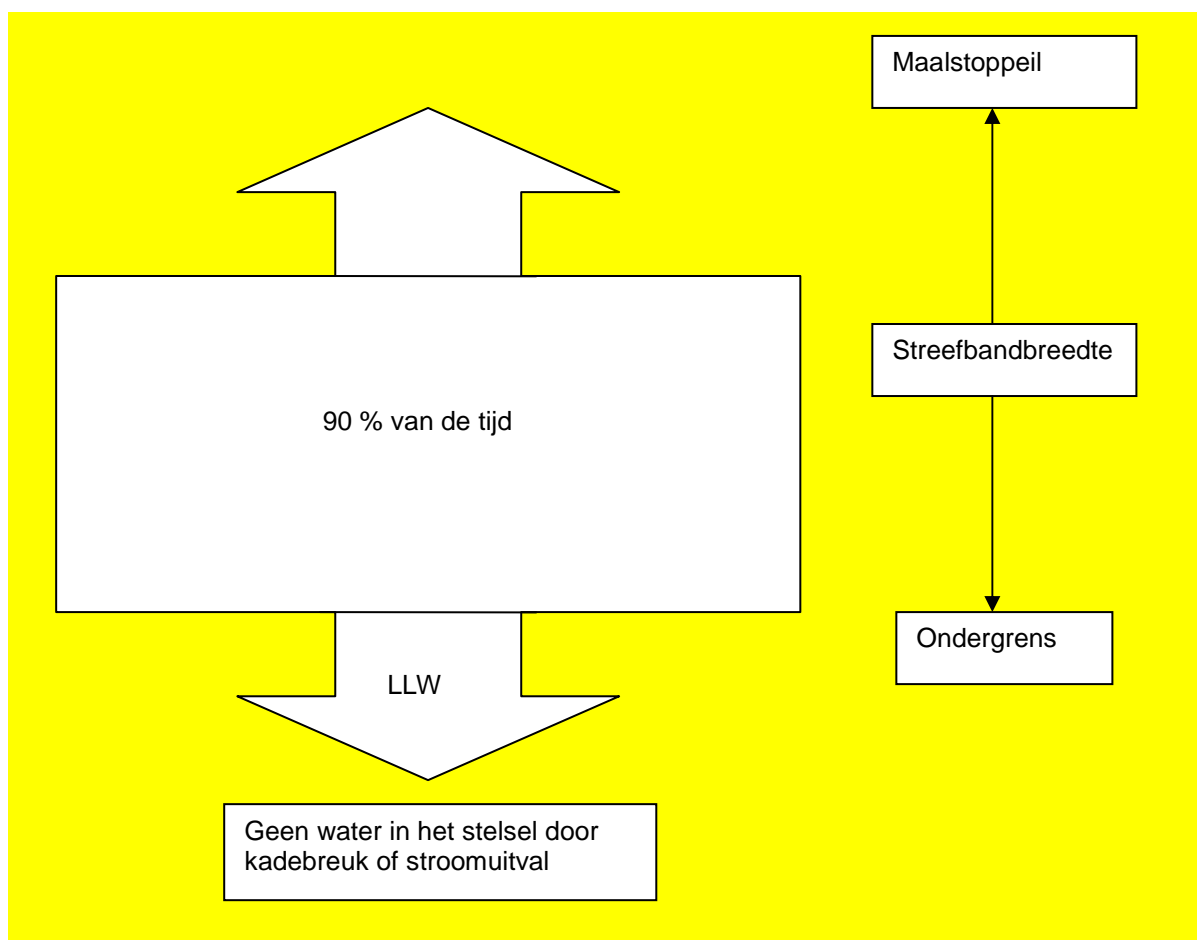 Maalstoppeil
Streefbandbreedte
90 % van de tijd
Ondergrens
LLW
Geen water in het stelsel door
kadebreuk of stroomuitval